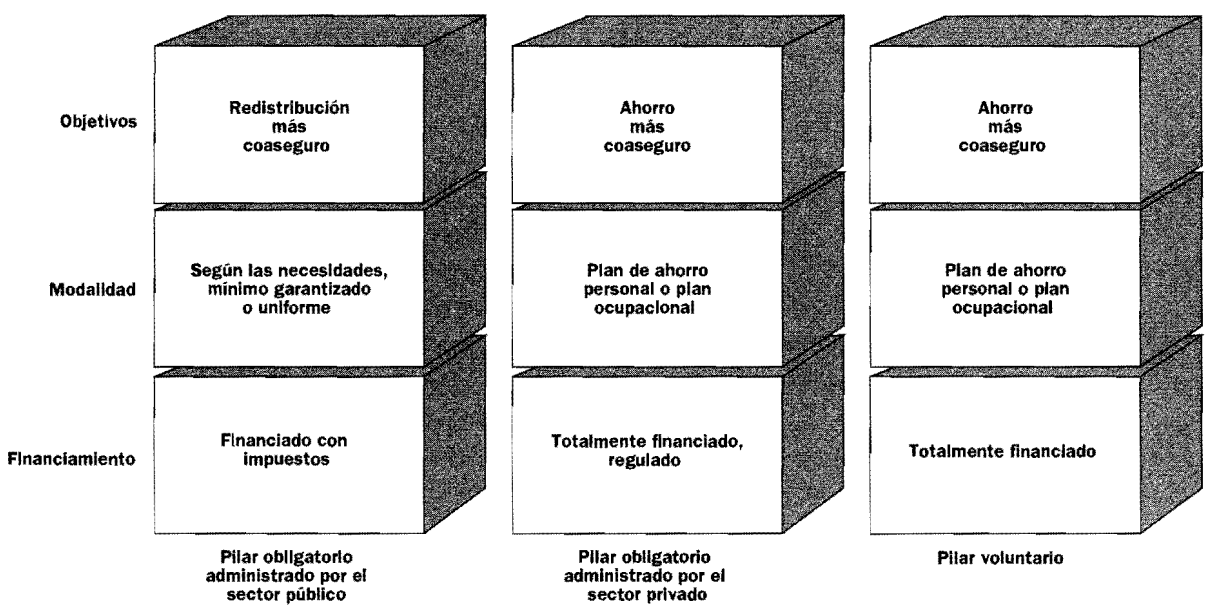 Objetivos
Redistribución
más
coaseguro
Ahorro
más
coaseguro
Ahorro
más
coaseguro
Modalidad
Según las necesidades,
mínimo garantizado
o uniforme
Plan de ahorro
personal o plan
ocupacional
Plan de ahorro
personal o plan
ocupacional
Financiamiento
Financiado con
impuestos
Totalmente financiado,
regulado
Totalmente financiado
Pilar obligatorio
administrado por el
sector público
Pilar obligatorio
administrado por el
sector privado
Pilar voluntario